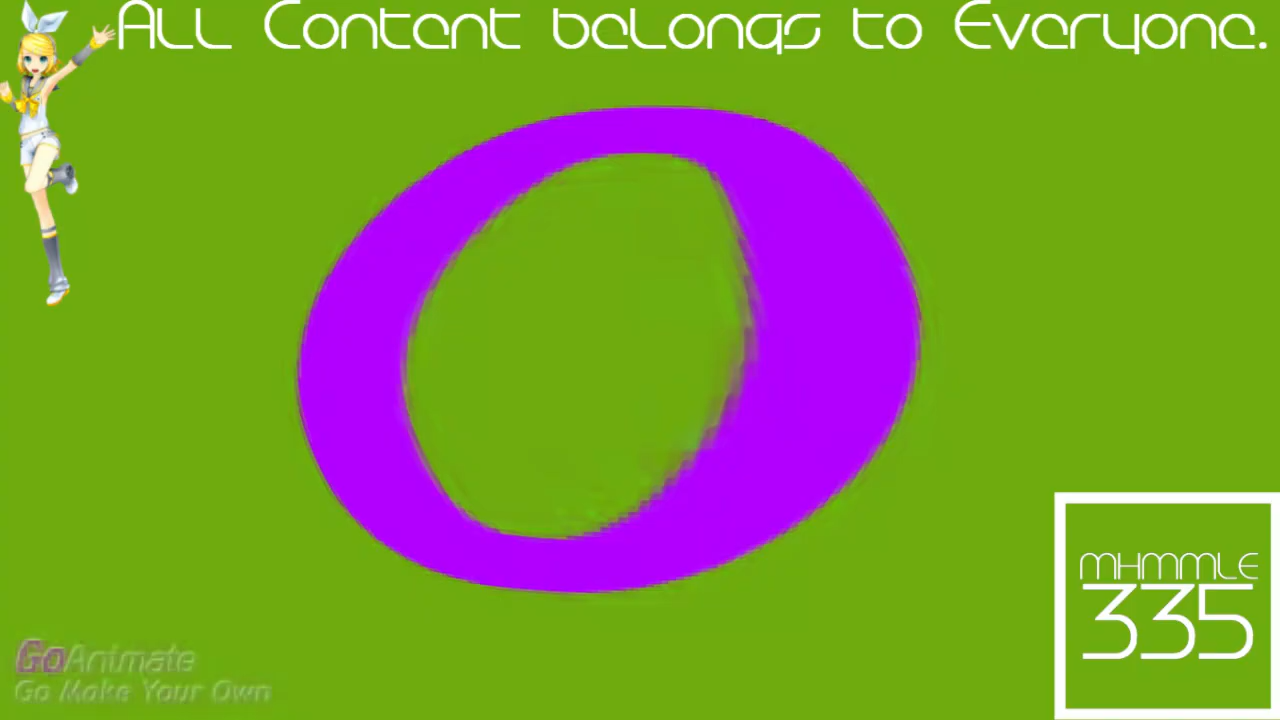 ALL Content belongs to Everyone.
O
MHMMLE
335
GoAnimate
Go Make Your Own